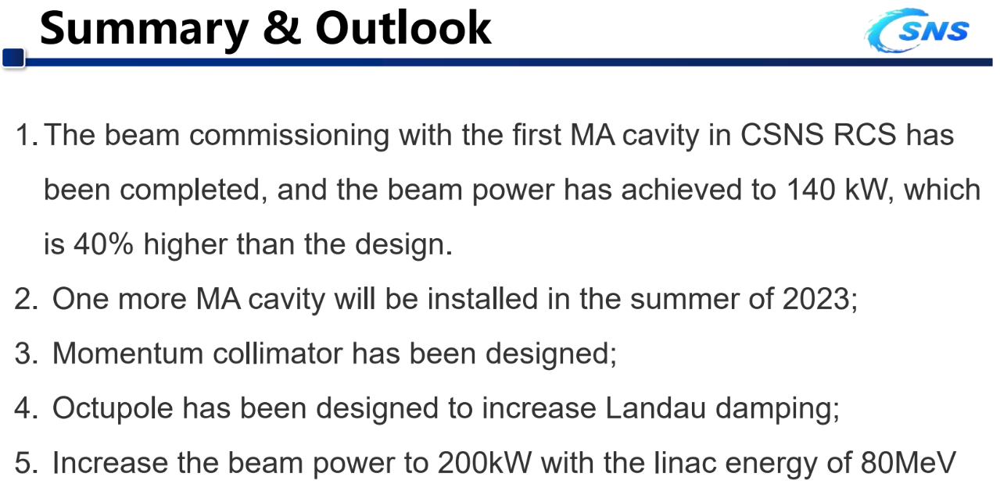 Summary & Outlook
CSNS
1. The beam commissioning with the first MA cavity in CSNS RCS has
been completed, and the beam power has achieved to 140 kW, which
is 40% higher than the design.
2. One more MA cavity will be installed in the summer of 2023;
3. Momentum collimator has been designed;
4. Octupole has been designed to increase Landau damping;
5. Increase the beam power to 200kW with the linac energy of 80MeV